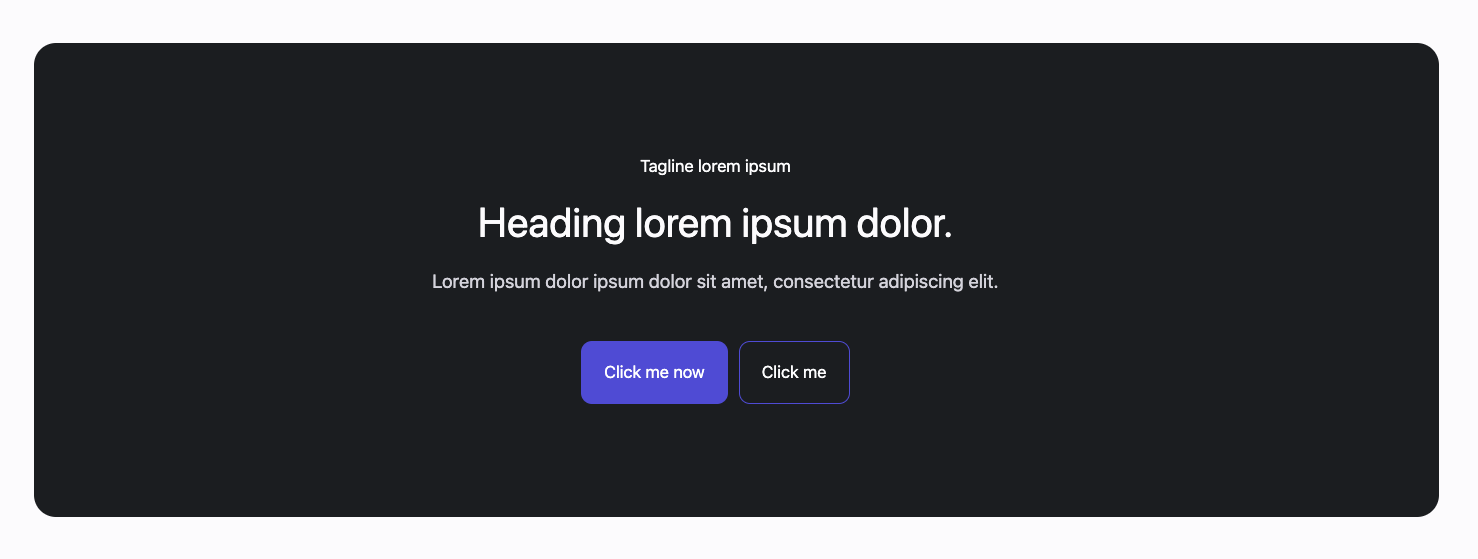 Tagline lorem ipsum
Heading lorem ipsum dolor.
Lorem ipsum dolor ipsum dolor sit amet, consectetur adipiscing elit.
Click me now
Click me